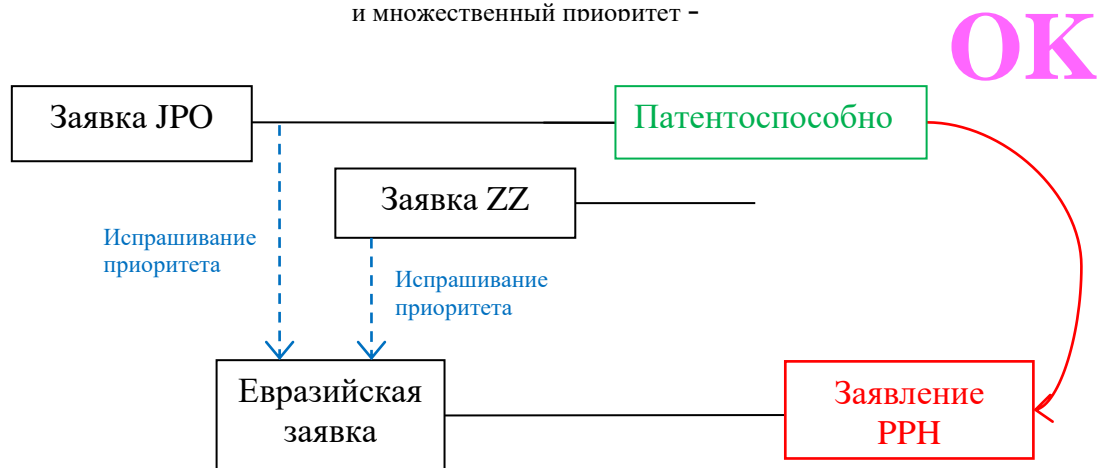 и множественный приоритет -
OK
Заявка JPO
Патентоспособно
Заявка ZZ
Испрашивание
приоритета
Испрашивание
приоритета
Евразийская
заявка
Заявление
PPH